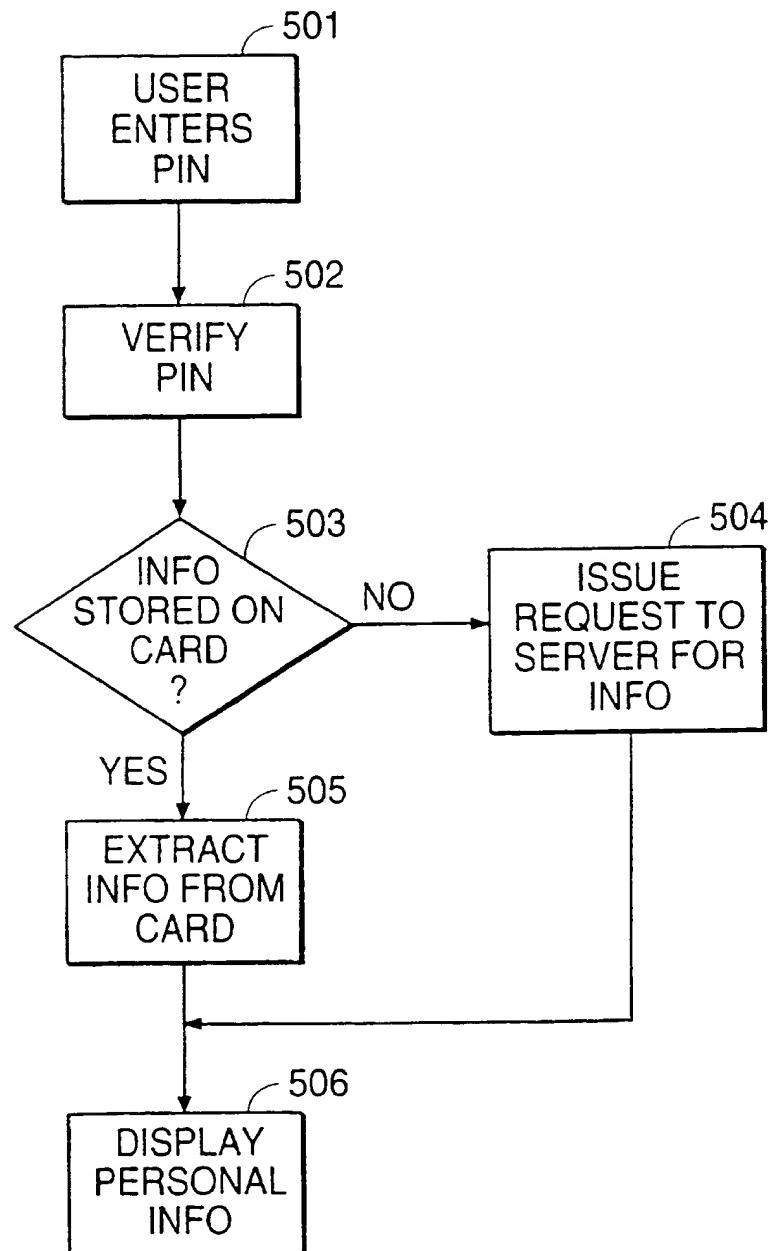 501
USER
ENTERS
PIN
502
VERIFY
PIN
503
INFO
STORED ON
CARD
?
NO
504
ISSUE
REQUEST TO
SERVER FOR
INFO
YES
505
EXTRACT
INFO FROM
CARD
506
DISPLAY
PERSONAL
INFO